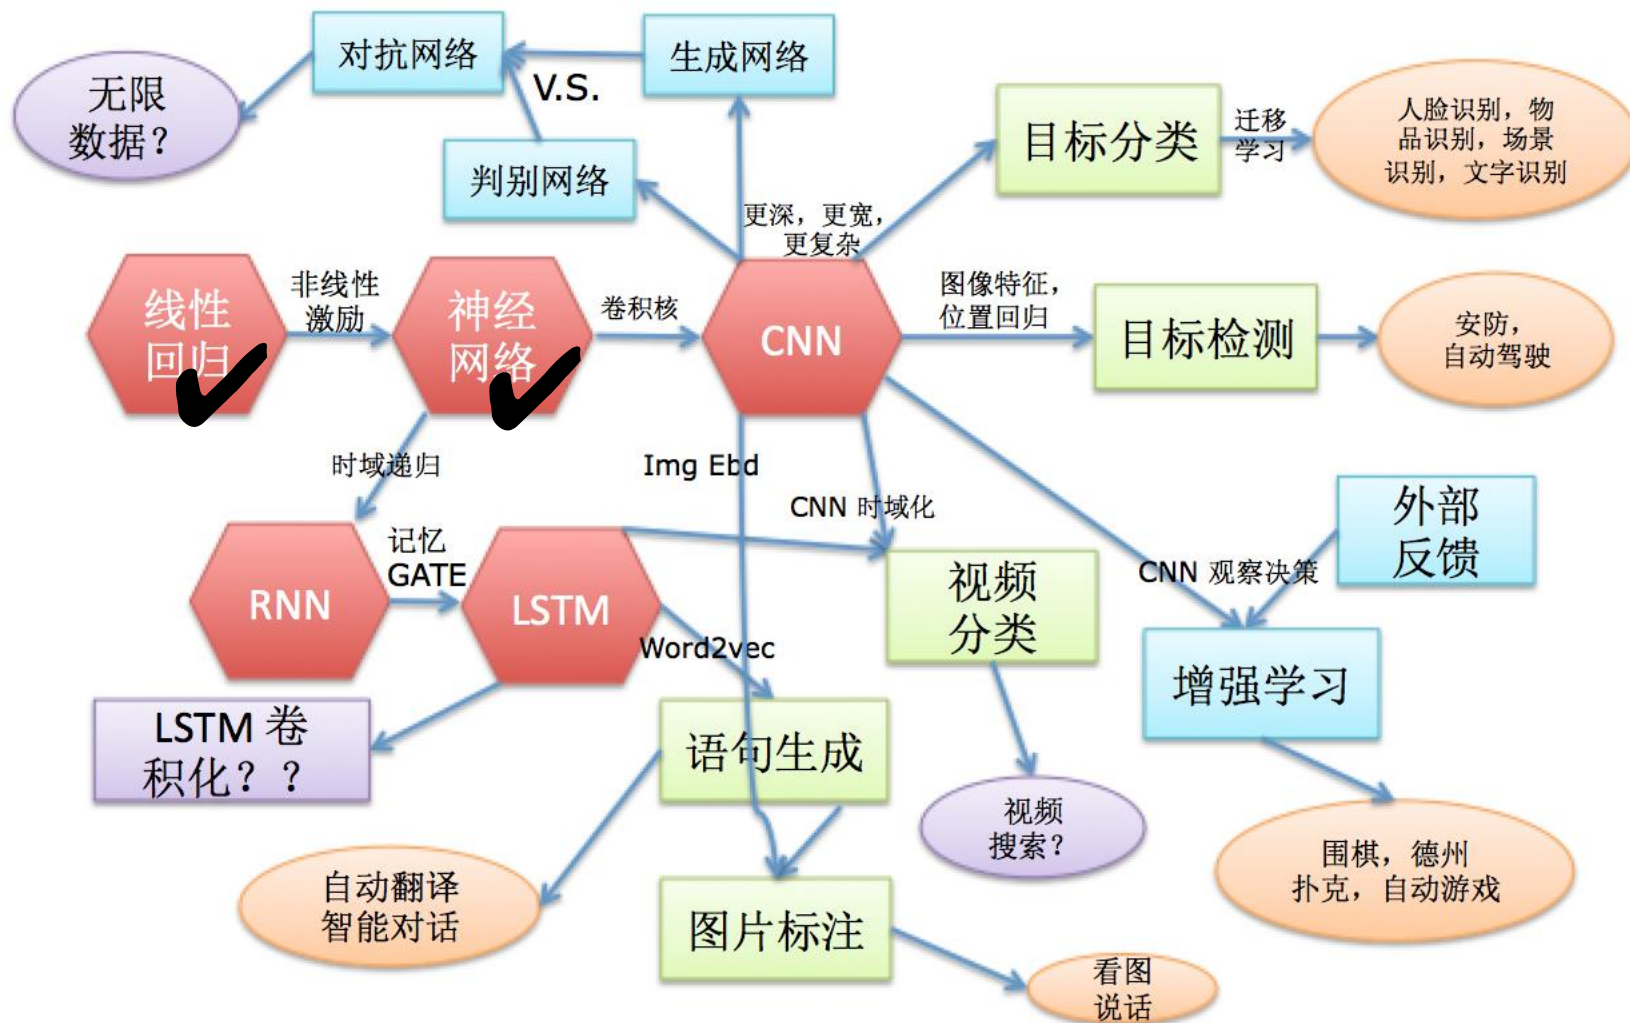 对抗网络
生成网络
V.S.
无限
数据？
判别网络
目标分类
迁移
学习
人脸识别，物
品识别，场景
识别，文字识别
更深，更宽，
更复杂
线性
回归
非线性
激励
神经
网络
卷积核
CNN
图像特征，
位置回归
目标检测
安防，
自动驾驶
时域递归
Img Ebd
CNN 时域化
外部
反馈
RNN
记忆
GATE
LSTM
视频
分类
CNN 观察决策
Word2vec
增强学习
LSTM 卷
积化？？
语句生成
视频
搜索？
围棋，德州
扑克，自动游戏
自动翻译
智能对话
图片标注
看图
说话